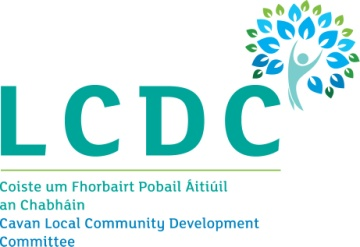 LCDC
Coiste um Fhorbairt Pobail Áitiúil
an Chabháin
Cavan Local Community Development
Committee